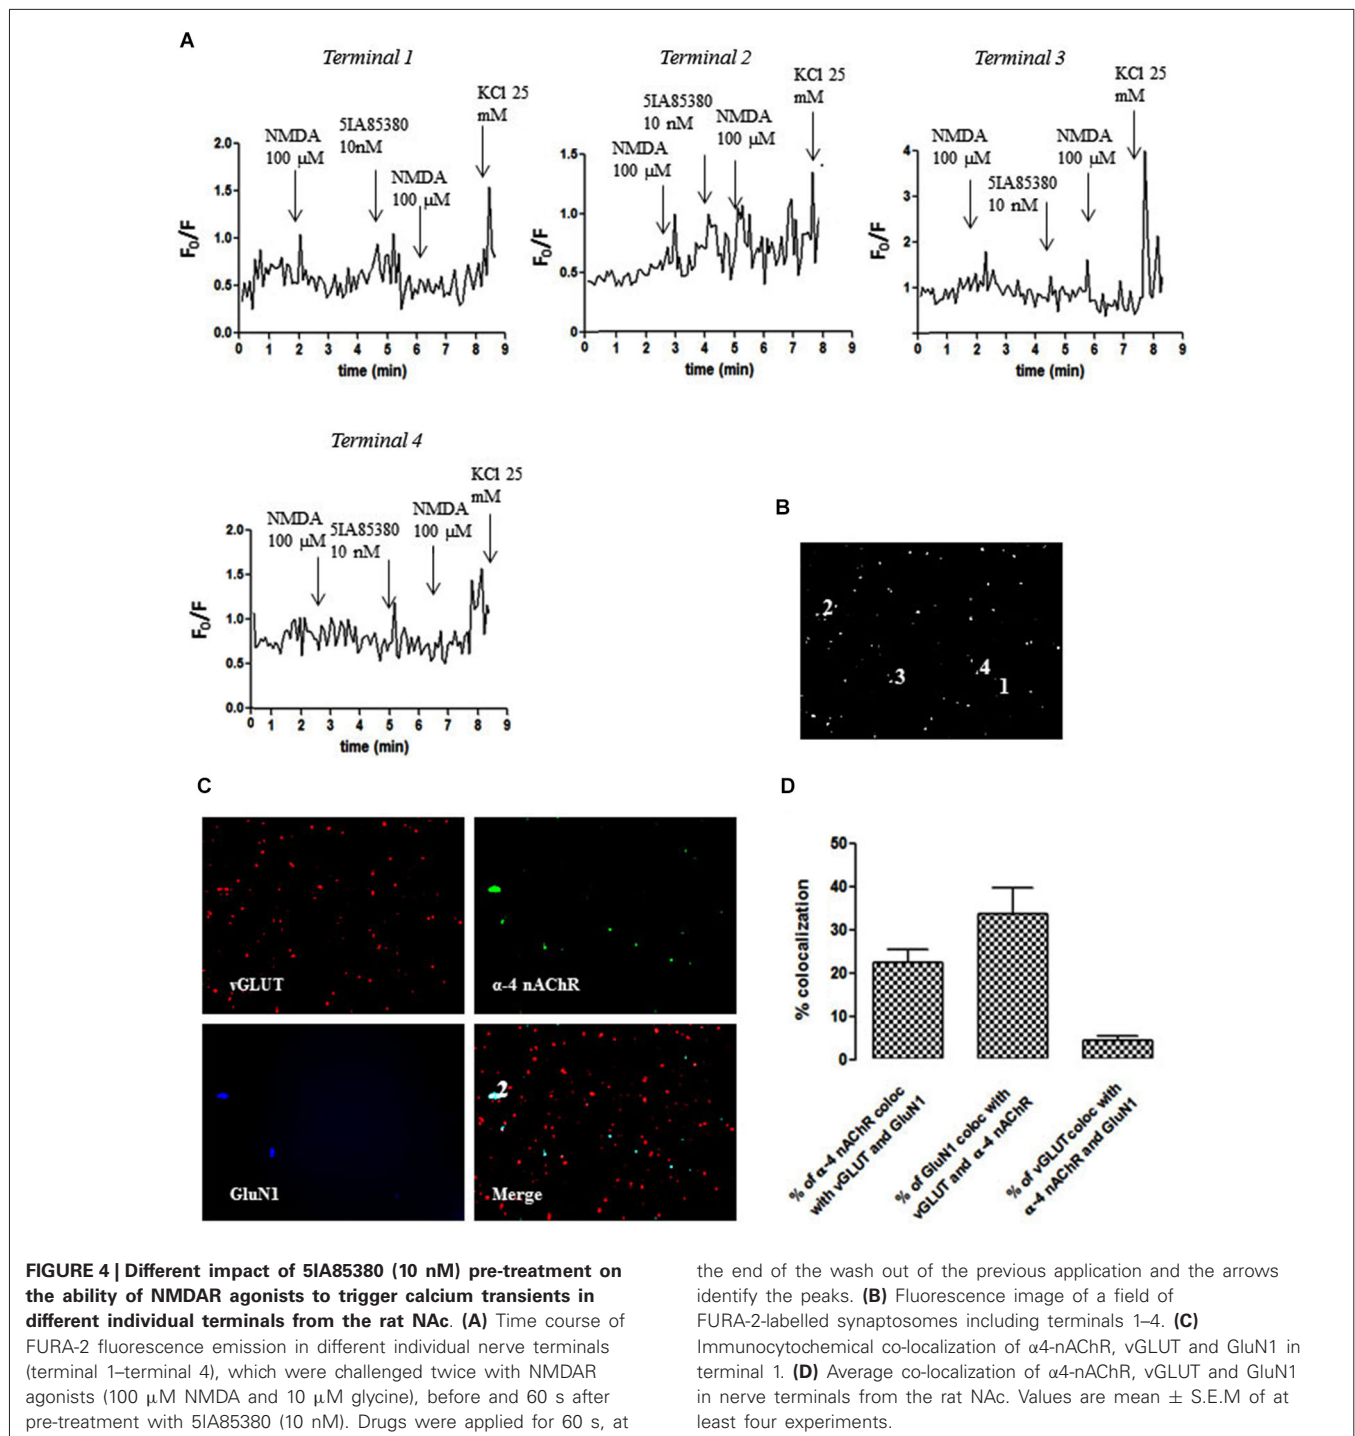 A
Terminal 1
NMDA
100 μM
5IA85380
10nM
NMDA
100 μM
KCl 25
mM
2.0
1.5
1.0
0.5
0.0
F0/F
0 1 2 3 4 5 6 7 8 9
time (min)
Terminal 2
NMDA
100 μM
5IA85380
10 nM
NMDA
100 μM
KCl 25
mM
1.5
1.0
0.5
0
F0/F
0 1 2 3 4 5 6 7 8 9
time (min)
Terminal 3
NMDA
100 μM
5IA85380
10 nM
NMDA
100 μM
KCl 25
mM
4
3
2
1
F0/F
0 1 2 3 4 5 6 7 8 9
time (min)
Terminal 4
NMDA
100 μM
5IA85380
10 nM
NMDA
100 μM
KCl 25
mM
2.0
1.5
1.0
0.5
0.0
F0/F
0 1 2 3 4 5 6 7 8 9
time (min)
B
2
3
4
1
C
vGLUT
α-4 nAChR
GluN1
2
Merge
D
50
40
30
20
10
0
% colocalization
% of α-4 nAChR coloc
with vGLUT and GluN1
% of GluN1 coloc with
vGLUT and α-4 nAChR
% of vGLUT coloc with
α-4 nAChR and GluN1
FIGURE 4 | Different impact of 5IA85380 (10 nM) pre-treatment on
the ability of NMDAR agonists to trigger calcium transients in
different individual terminals from the rat NAc. (A) Time course of
FURA-2 fluorescence emission in different individual nerve terminals
(terminal 1–terminal 4), which were challenged twice with NMDAR
agonists (100 μM NMDA and 10 μM glycine), before and 60 s after
pre-treatment with 5IA85380 (10 nM). Drugs were applied for 60 s, at
the end of the wash out of the previous application and the arrows
identify the peaks. (B) Fluorescence image of a field of
FURA-2-labelled synaptosomes including terminals 1–4. (C)
Immunocytochemical co-localization of α4-nAChR, vGLUT and GluN1 in
terminal 1. (D) Average co-localization of α4-nAChR, vGLUT and GluN1
in nerve terminals from the rat NAc. Values are mean ± S.E.M of at
least four experiments.